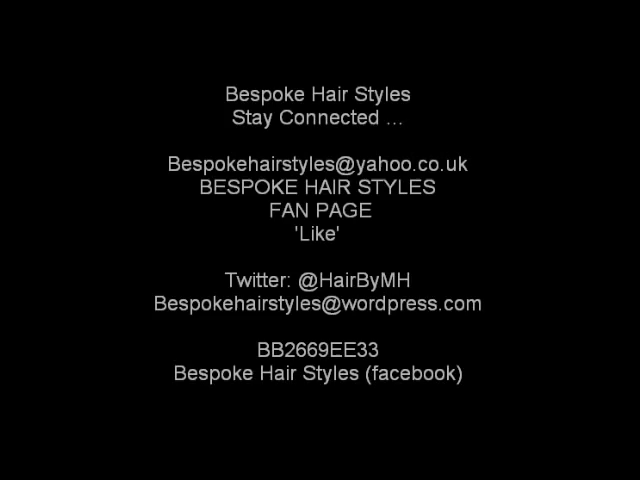 Bespoke Hair Styles
Stay Connected ...
Bespokehairstyles@yahoo.co.uk
BESPOKE HAIR STYLES
FAN PAGE
'Like'
Twitter: @HairByMH
Bespokehairstyles@wordpress.com
BB2669EE33
Bespoke Hair Styles (facebook)